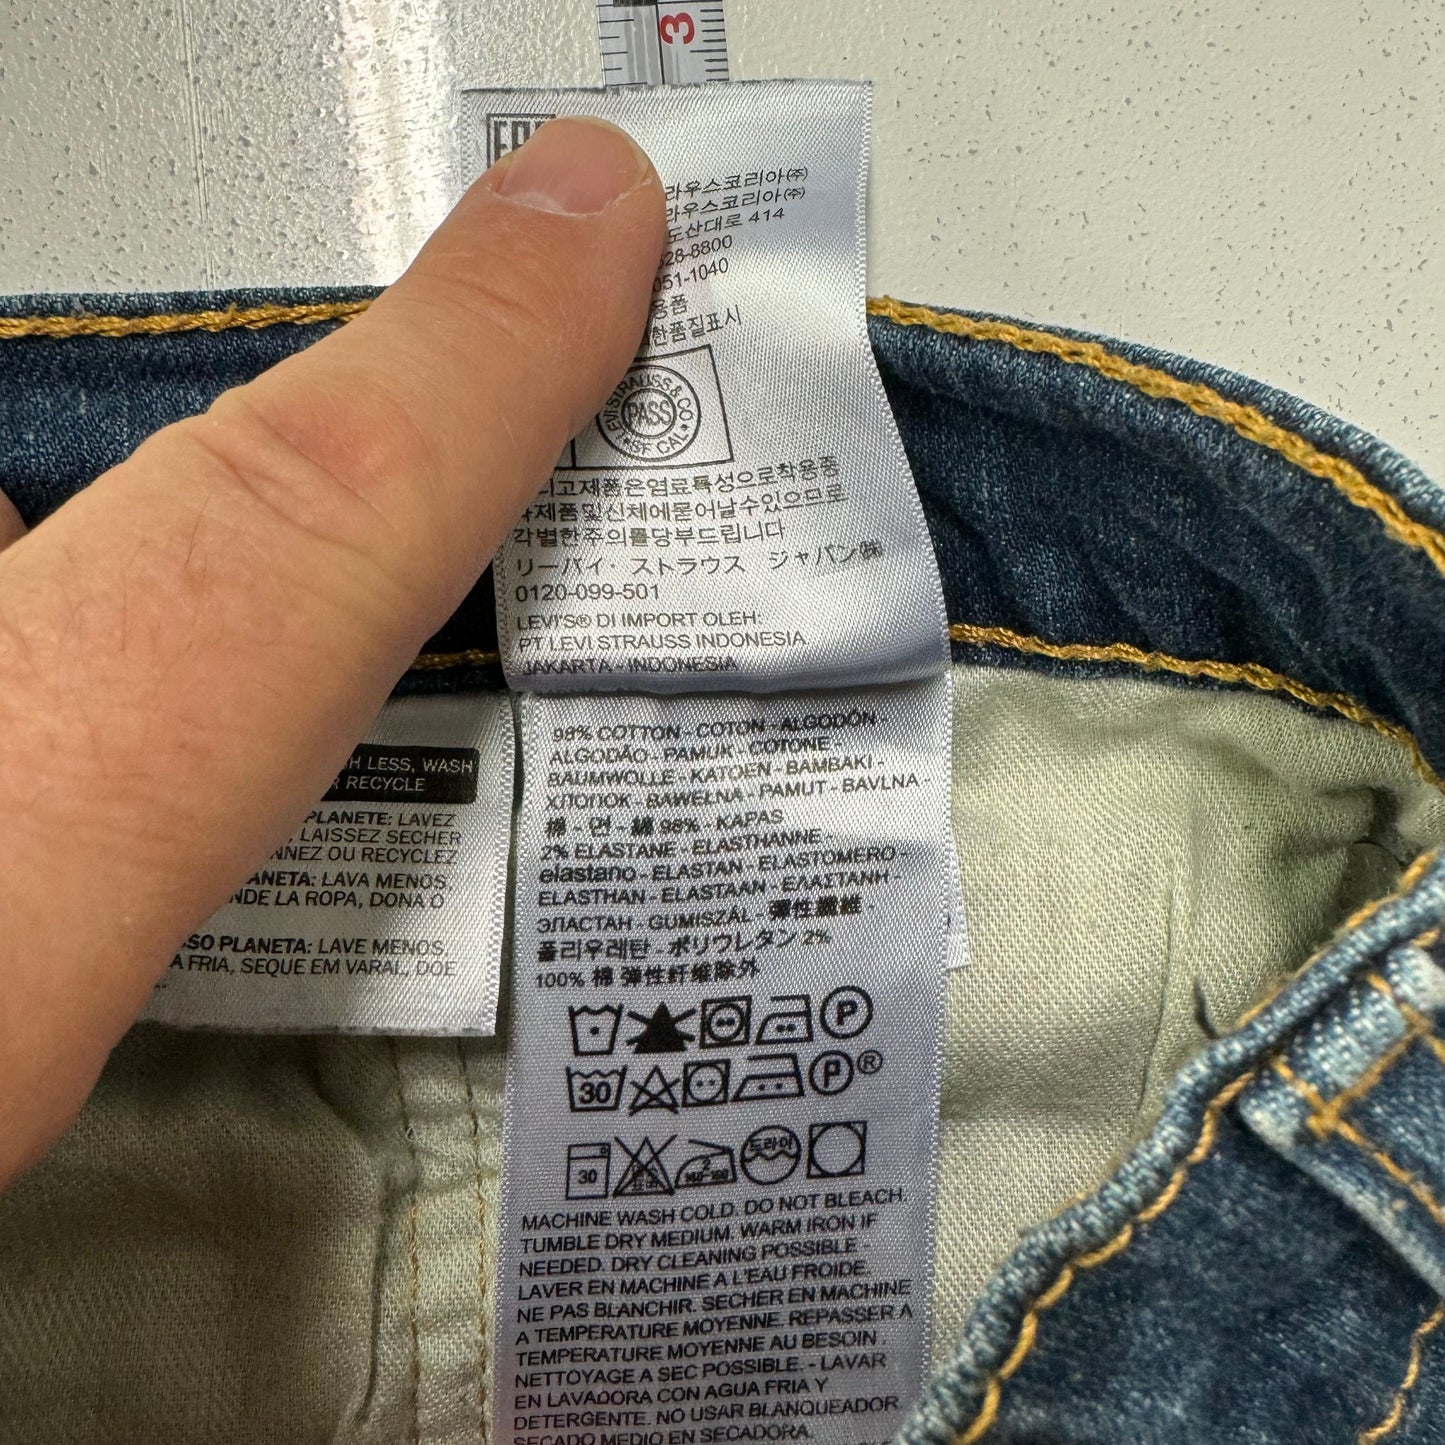 3
EAC
라우스코리아㈜
라우스코리아㈜
도산대로 414
528-8800
051-1040
용품
한품질표시
LEVI STRAUSS & CO
PASS
SF CAL
제품은염료특성으로착용중
제품및신체에묻어날수있으므로
각별한주의를당부드립니다
リーバイ・ストラウス ジャパン㈱
0120-099-501
LEVI'S® DI IMPORT OLEH:
PT LEVI STRAUSS INDONESIA
JAKARTA - INDONESIA
H LESS, WASH
R RECYCLE
PLANETE: LAVEZ
, LAISSEZ SECHER
NNEZ OU RECYCLEZ
ANETA: LAVA MENOS,
NDE LA ROPA, DONA O
SO PLANETA: LAVE MENOS,
A FRIA, SEQUE EM VARAL, DOE
98% COTTON - COTON - ALGODÓN -
ALGODÃO - PAMUK - COTONE -
BAUMWOLLE - KATOEN - BAMBAKI -
ХЛОПОК - BAWEŁNA - PAMUT - BAVLNA -
棉 - 면 - 綿 98% - KAPAS
2% ELASTANE - ELASTHANNE -
elastano - ELASTAN - ELASTOMERO -
ELASTHAN - ELASTAAN - ΕΛΑΣΤΑΝΗ -
ЭЛАСТАН - GUMISZÁL - 彈性纖維 -
폴리우레탄 - ポリウレタン 2%
100% 棉 弹性纤维除外
P
30 P ®
30 2 드라이
MACHINE WASH COLD. DO NOT BLEACH.
TUMBLE DRY MEDIUM. WARM IRON IF
NEEDED. DRY CLEANING POSSIBLE -
LAVER EN MACHINE A L'EAU FROIDE.
NE PAS BLANCHIR. SECHER EN MACHINE
A TEMPERATURE MOYENNE. REPASSER A
TEMPERATURE MOYENNE AU BESOIN .
NETTOYAGE A SEC POSSIBLE. - LAVAR
EN LAVADORA CON AGUA FRIA Y
DETERGENTE. NO USAR BLANQUEADOR.
SECADO MEDIO EN SECADORA.